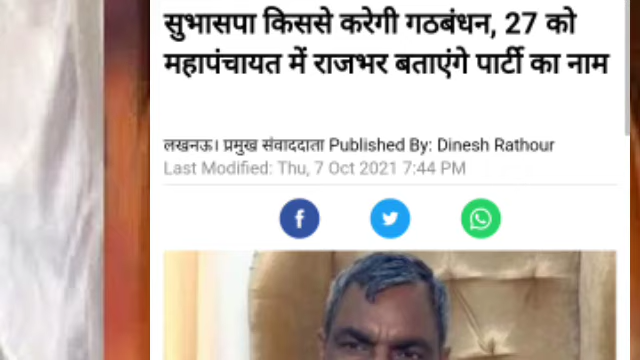 सुभासपा किससे करेगी गठबंधन, 27 को
महापंचायत में राजभर बताएंगे पार्टी का नाम
लखनऊ। प्रमुख संवाददाता Published By: Dinesh Rathour
Last Modified: Thu, 7 Oct 2021 7:44 PM